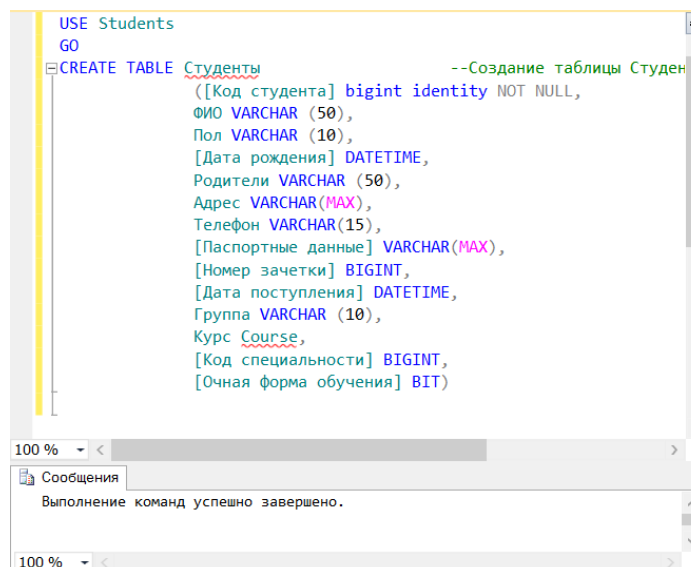 USE Students
GO
CREATE TABLE Студенты --Создание таблицы Студен
([Код студента] bigint identity NOT NULL,
ФИО VARCHAR (50),
Пол VARCHAR (10),
[Дата рождения] DATETIME,
Родители VARCHAR (50),
Адрес VARCHAR(MAX),
Телефон VARCHAR(15),
[Паспортные данные] VARCHAR(MAX),
[Номер зачетки] BIGINT,
[Дата поступления] DATETIME,
Группа VARCHAR (10),
Курс Course,
[Код специальности] BIGINT,
[Очная форма обучения] BIT)
100 %
Сообщения
Выполнение команд успешно завершено.
100 %